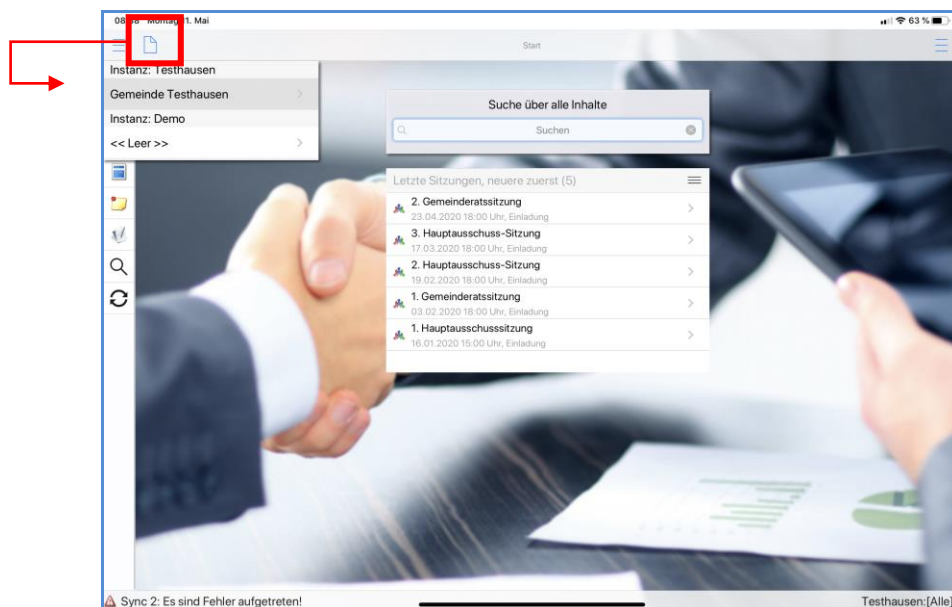 Montag 11. Mai
63 %
Start
Instanz: Testhausen
Gemeinde Testhausen
Instanz: Demo
<< Leer >>
Suche über alle Inhalte
Suchen
Letzte Sitzungen, neuere zuerst (5)
2. Gemeinderatssitzung
23.04.2020 18:00 Uhr, Einladung
3. Hauptausschuss-Sitzung
17.03.2020 18:00 Uhr, Einladung
2. Hauptausschuss-Sitzung
19.02.2020 18:00 Uhr, Einladung
1. Gemeinderatssitzung
03.02.2020 18:00 Uhr, Einladung
1. Hauptausschusssitzung
16.01.2020 15:00 Uhr, Einladung
Sync 2: Es sind Fehler aufgetreten!
Testhausen:[Alle]